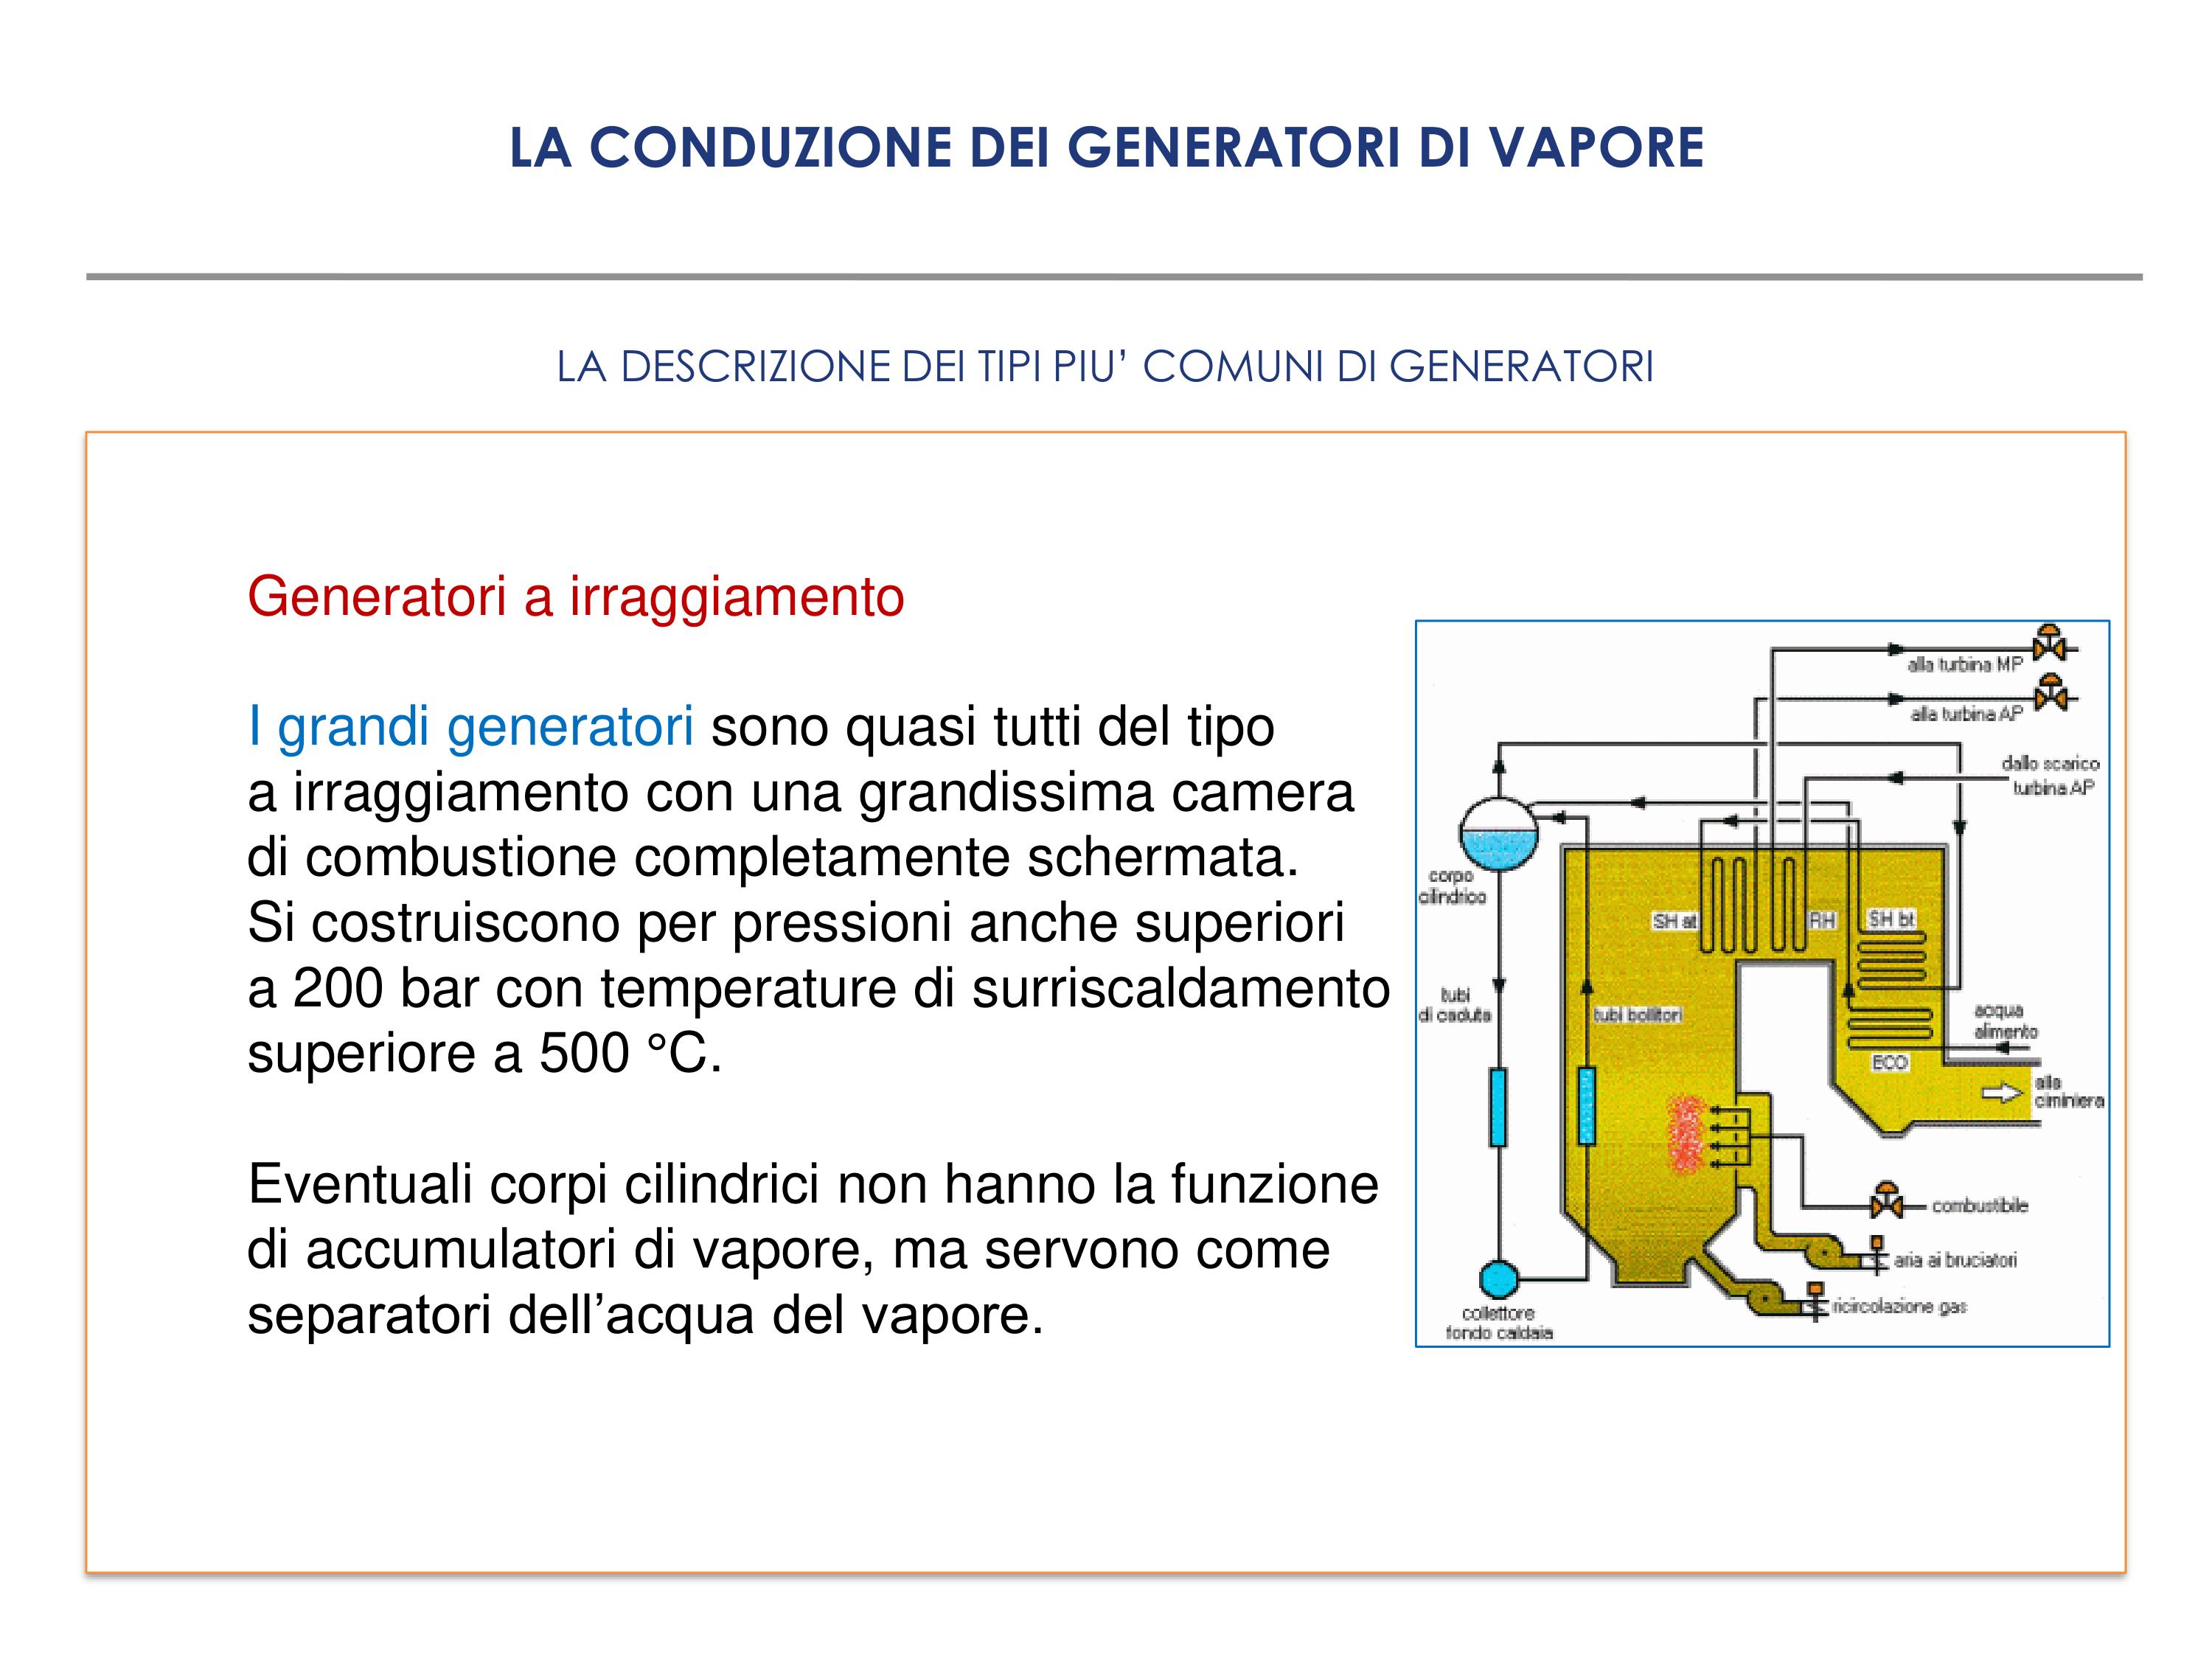 LA CONDUZIONE DEI GENERATORI DI VAPORE
LA DESCRIZIONE DEI TIPI PIU’ COMUNI DI GENERATORI
Generatori a irraggiamento
I grandi generatori sono quasi tutti del tipo
a irraggiamento con una grandissima camera
di combustione completamente schermata.
Si costruiscono per pressioni anche superiori
a 200 bar con temperature di surriscaldamento
superiore a 500 °C.
Eventuali corpi cilindrici non hanno la funzione
di accumulatori di vapore, ma servono come
separatori dell’acqua del vapore.
alla turbina MP
alla turbina AP
dallo scarico
turbina AP
corpo
cilindrico
SH at
RH
SH bt
tubi
di caduta
tubi bollitori
acqua
alimento
ECO
alla
ciminiera
combustibile
aria ai bruciatori
ricircolazione gas
collettore
fondo caldaia